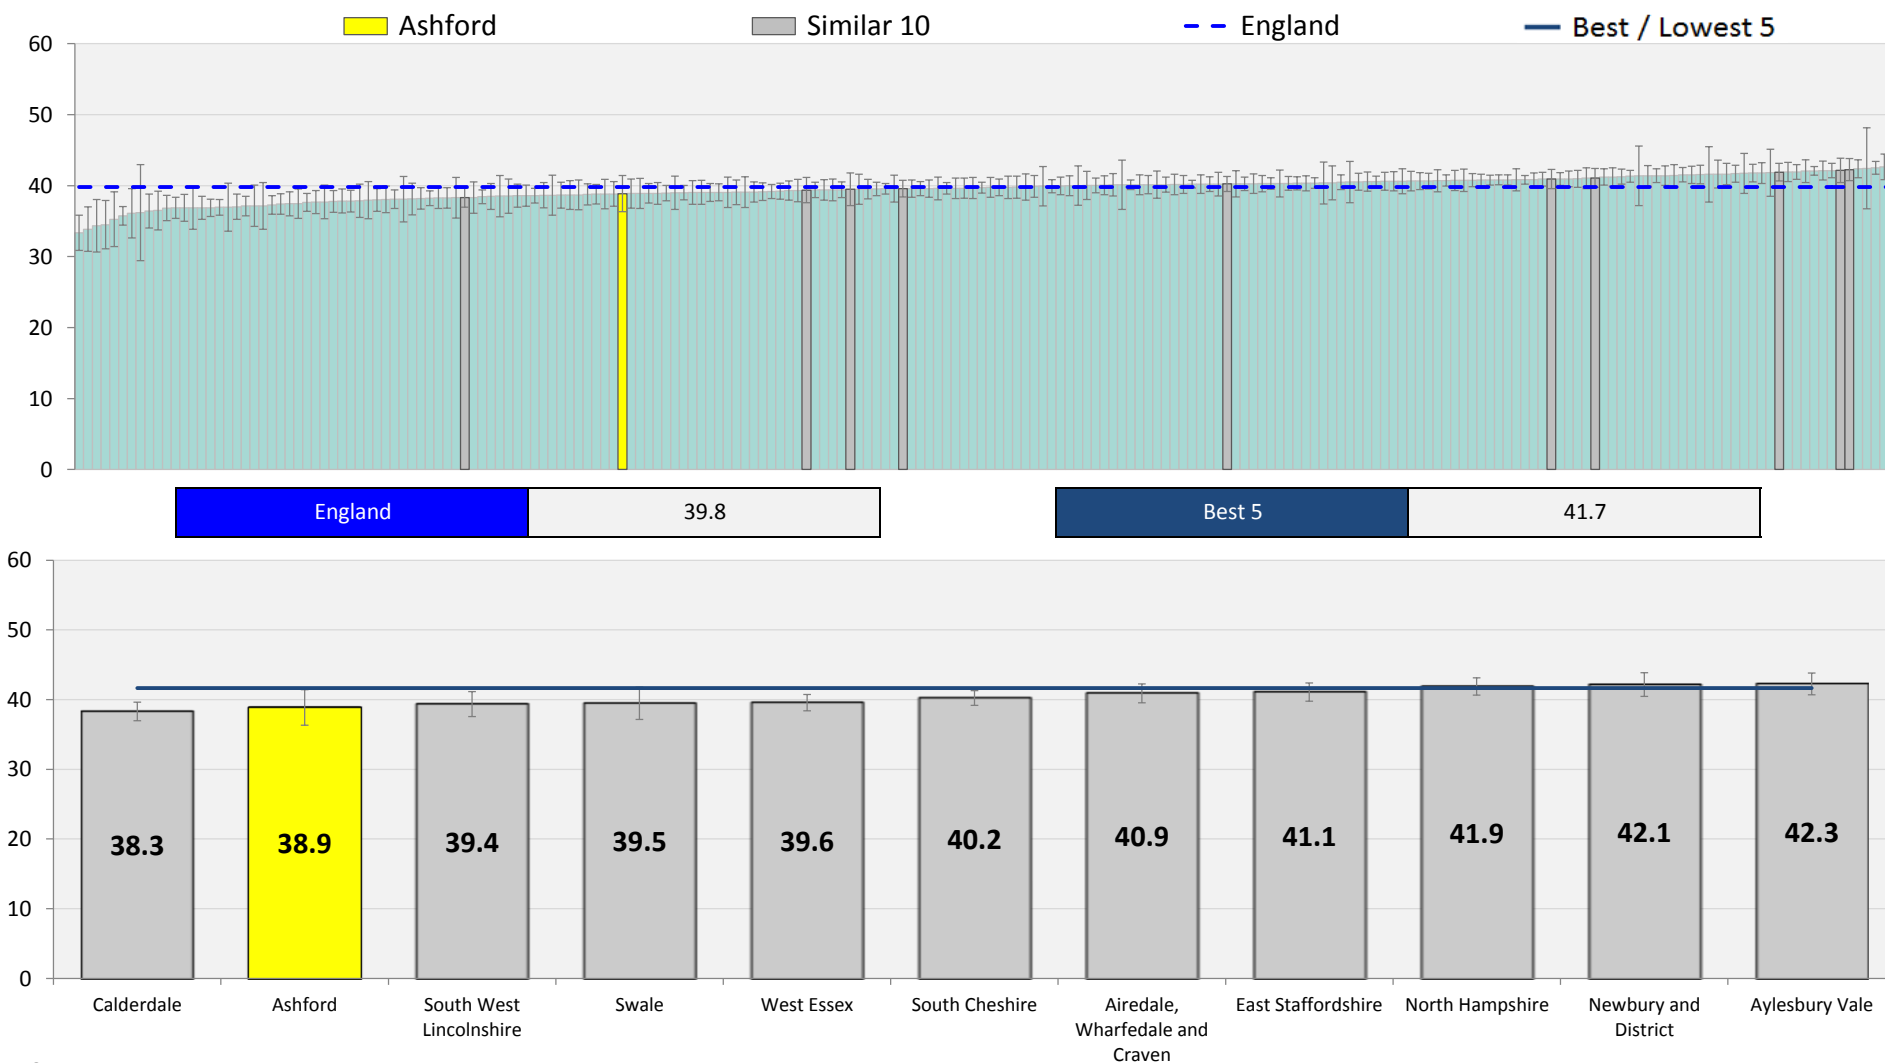 Ashford
Similar 10
England
Best / Lowest 5
60
50
40
30
20
10
0
England 39.8
Best 5 41.7
60
50
40
30
20
10
0
38.3 38.9 39.4 39.5 39.6 40.2 40.9 41.1 41.9 42.1 42.3
Calderdale
Ashford
South West
Lincolnshire
Swale
West Essex
South Cheshire
Airedale,
Wharfedale and
Craven
East Staffordshire
North Hampshire
Newbury and
District
Aylesbury Vale